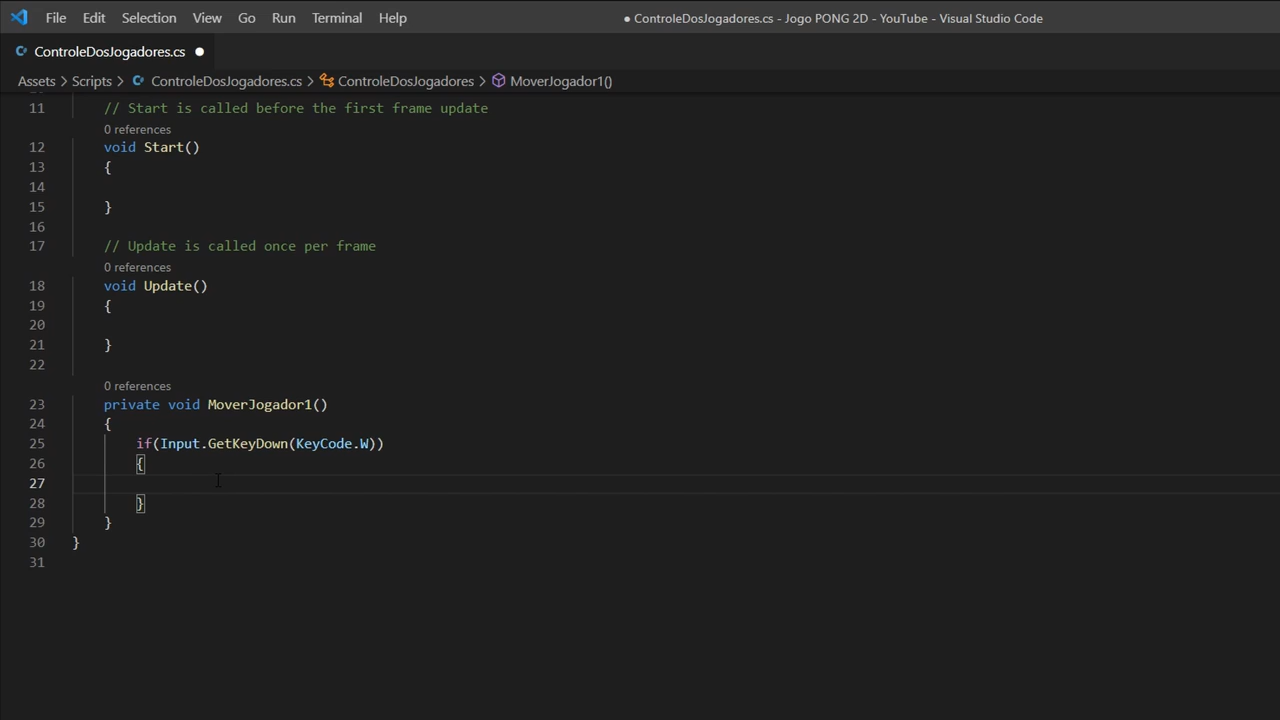 File Edit Selection View Go Run Terminal Help ● ControleDosJogadores.cs - Jogo PONG 2D - YouTube - Visual Studio Code
ControleDosJogadores.cs ●
Assets > Scripts > ControleDosJogadores.cs > ControleDosJogadores > MoverJogador1()
11 // Start is called before the first frame update
0 references
12 void Start()
13 {
14
15 }
16
17 // Update is called once per frame
0 references
18 void Update()
19 {
20
21 }
22
0 references
23 private void MoverJogador1()
24 {
25 if(Input.GetKeyDown(KeyCode.W))
26 {
27
28 }
29 }
30 }
31